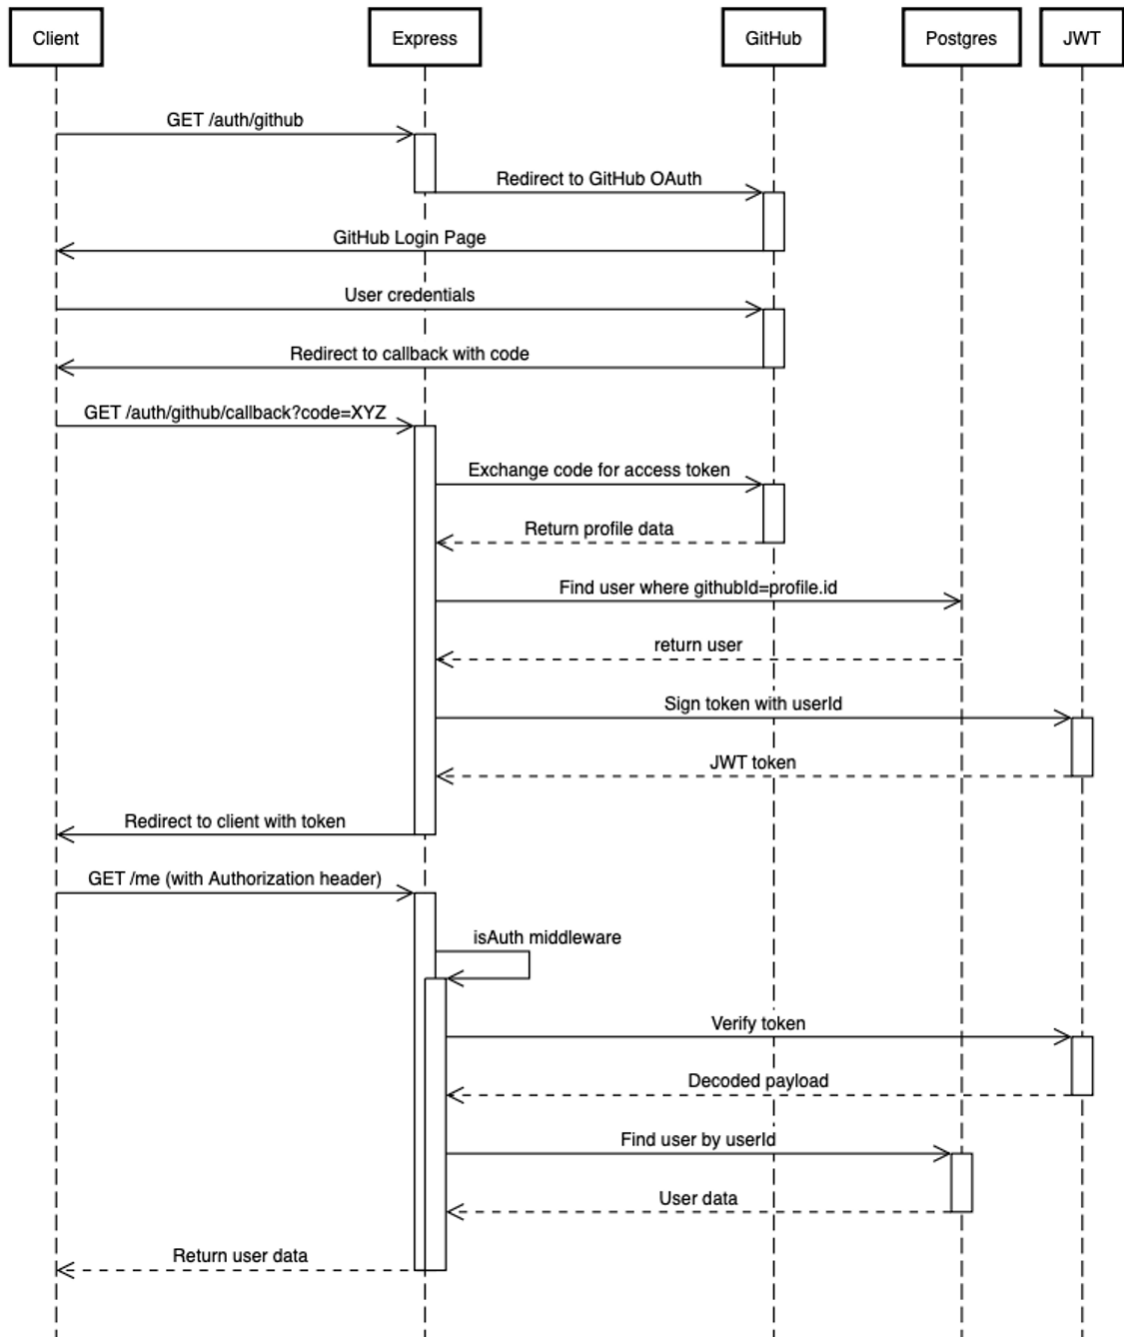 Client
Express
GitHub
Postgres
JWT
GET /auth/github
Redirect to GitHub OAuth
GitHub Login Page
User credentials
Redirect to callback with code
GET /auth/github/callback?code=XYZ
Exchange code for access token
Return profile data
Find user where githubId=profile.id
return user
Sign token with userId
JWT token
Redirect to client with token
GET /me (with Authorization header)
isAuth middleware
Verify token
Decoded payload
Find user by userId
User data
Return user data